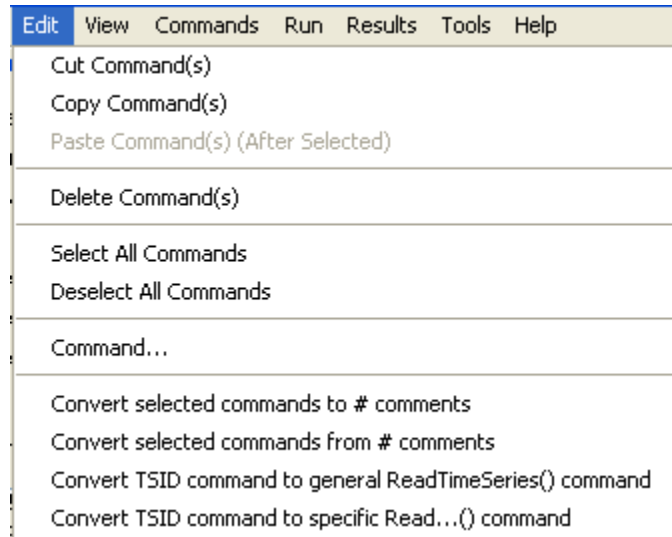 Edit View Commands Run Results Tools Help
Cut Command(s)
Copy Command(s)
Paste Command(s) (After Selected)
Delete Command(s)
Select All Commands
Deselect All Commands
Command...
Convert selected commands to # comments
Convert selected commands from # comments
Convert TSID command to general ReadTimeSeries() command
Convert TSID command to specific Read...() command